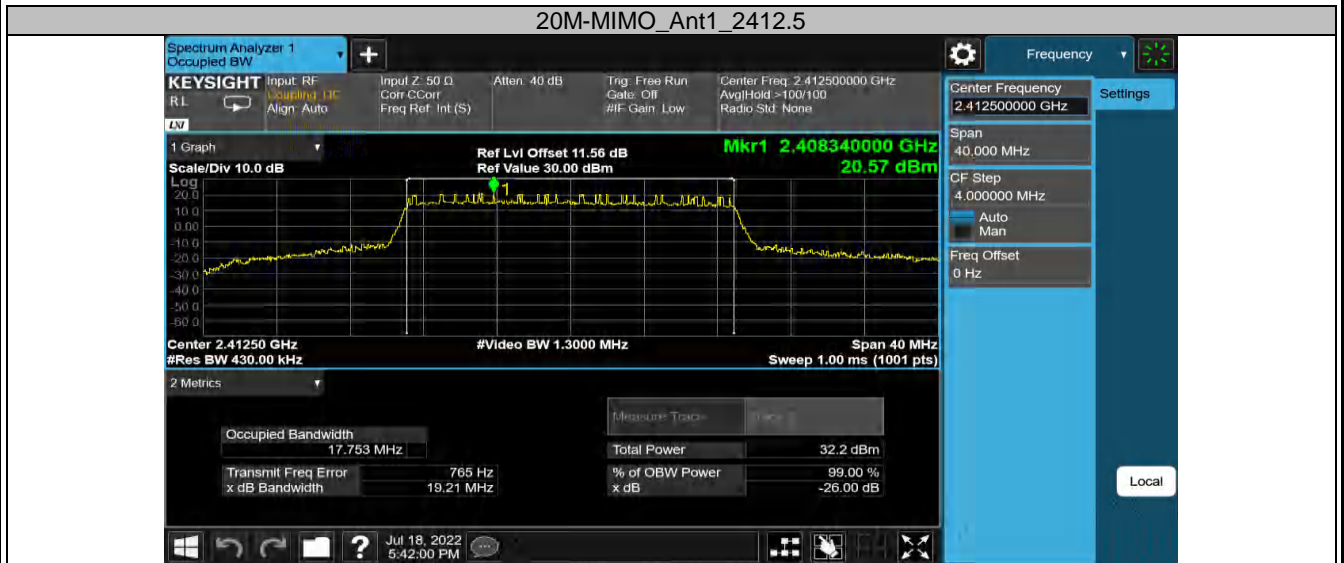 20M-MIMO_Ant1_2412.5
Spectrum Analyzer 1
Occupied BW
Frequency
KEYSIGHT
RL
LXI
Input: RF
Coupling: DC
Align: Auto
Input Z: 50 Ω
Corr CCorr
Freq Ref: Int (S)
Atten: 40 dB
Trig: Free Run
Gate: Off
#IF Gain: Low
Center Freq: 2.412500000 GHz
Avg|Hold:>100/100
Radio Std: None
Center Frequency
2.412500000 GHz
Settings
Span
40.000 MHz
CF Step
4.000000 MHz
Auto
Man
Freq Offset
0 Hz
Local
1 Graph
Scale/Div 10.0 dB
Ref Lvl Offset 11.56 dB
Ref Value 30.00 dBm
Mkr1 2.408340000 GHz
20.57 dBm
Log
1
20.0
10.0
0.00
-10.0
-20.0
-30.0
-40.0
-50.0
-60.0
Center 2.41250 GHz
#Video BW 1.3000 MHz
Span 40 MHz
#Res BW 430.00 kHz
Sweep 1.00 ms (1001 pts)
2 Metrics
Measure Trace
Occupied Bandwidth
17.753 MHz
Total Power 32.2 dBm
Transmit Freq Error 765 Hz
% of OBW Power 99.00 %
x dB Bandwidth 19.21 MHz
x dB -26.00 dB
?
Jul 18, 2022
5:42:00 PM